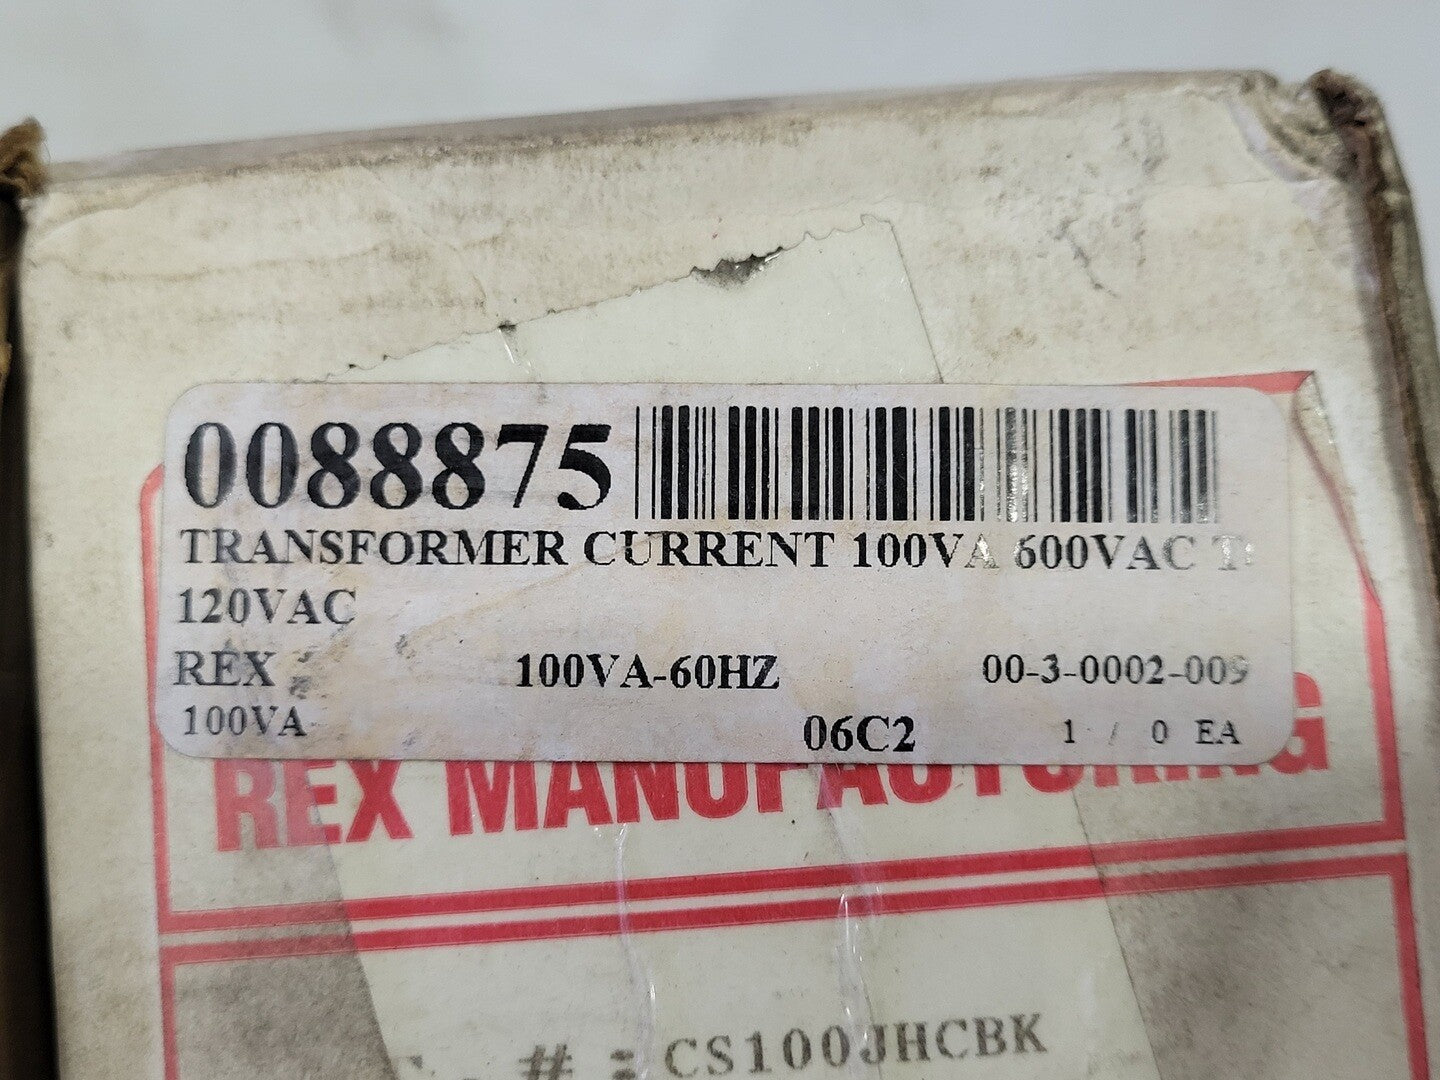 0088875
TRANSFORMER CURRENT 100VA 600VAC
120VAC
REX 100VA-60HZ 00-3-0002-009
100VA 06C2 1 / 0 EA
REX MANUFACTURING
# : CS100JHCBK